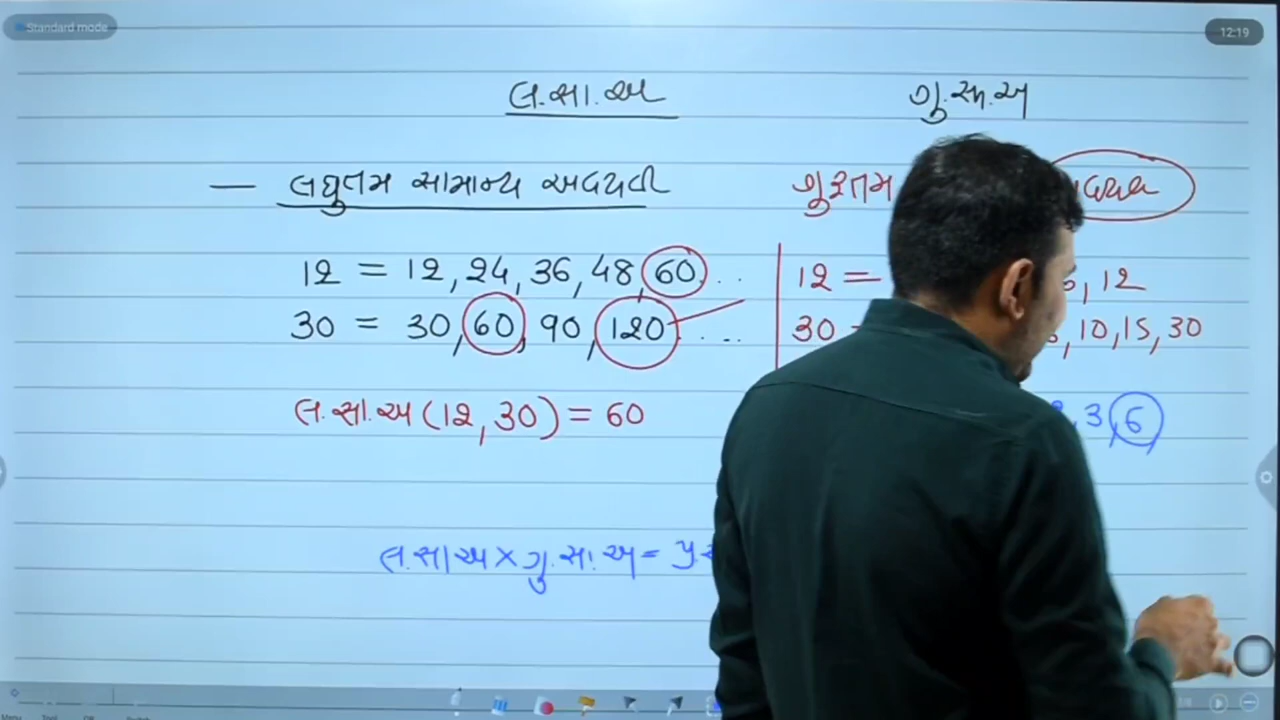 Standard mode
12:19
લ.સા.અ
ગુ.સા.અ
— લઘુતમ સામાન્ય અવયવી
ગુરુતમ
12 = 12, 24, 36, 48, 60 ...
30 = 30, 60, 90, 120 ....
લ.સા.અ (12, 30) = 60
12 = , 12
30 , 10, 15, 30
, 3, 6,
લ.સા.અ × ગુ.સા.અ =